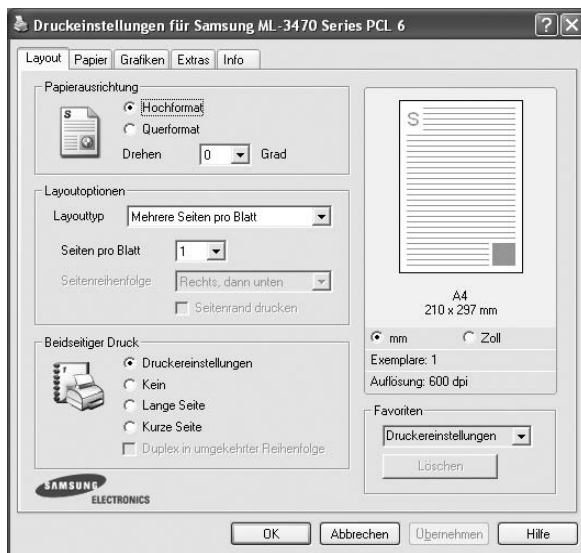 Druckeinstellungen für Samsung ML-3470 Series PCL 6
Layout Papier Grafiken Extras Info
Papierausrichtung
S
Hochformat
Querformat
Drehen 0 Grad
Layoutoptionen
Layouttyp Mehrere Seiten pro Blatt
Seiten pro Blatt 1
Seitenreihenfolge Rechts, dann unten
Seitenrand drucken
Beidseitiger Druck
Druckereinstellungen
Kein
Lange Seite
Kurze Seite
Duplex in umgekehrter Reihenfolge
SAMSUNG
ELECTRONICS
S
A4
210 x 297 mm
mm Zoll
Exemplare: 1
Auflösung: 600 dpi
Favoriten
Druckereinstellungen
Löschen
OK Abbrechen Übernehmen Hilfe